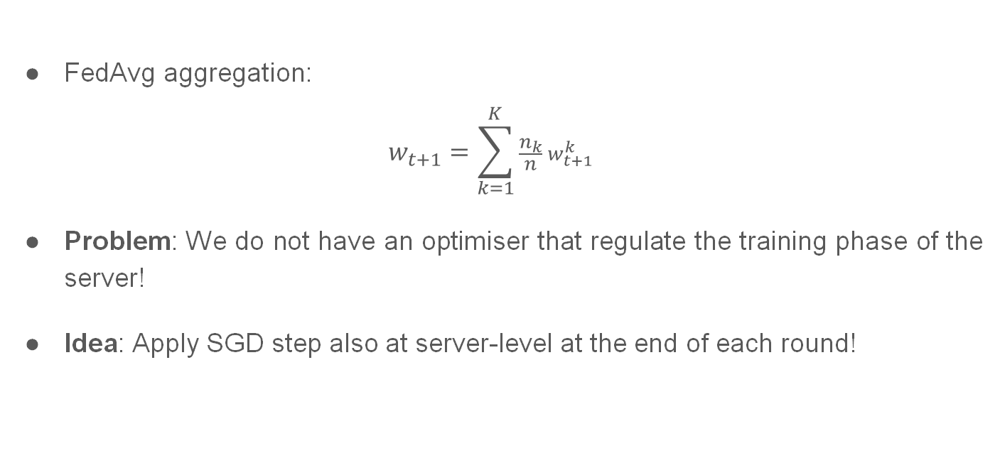 ● FedAvg aggregation:
K
w_{t+1} = ∑ \frac{n_k}{n} w_{t+1}^k
k=1
● Problem: We do not have an optimiser that regulate the training phase of the
server!
● Idea: Apply SGD step also at server-level at the end of each round!